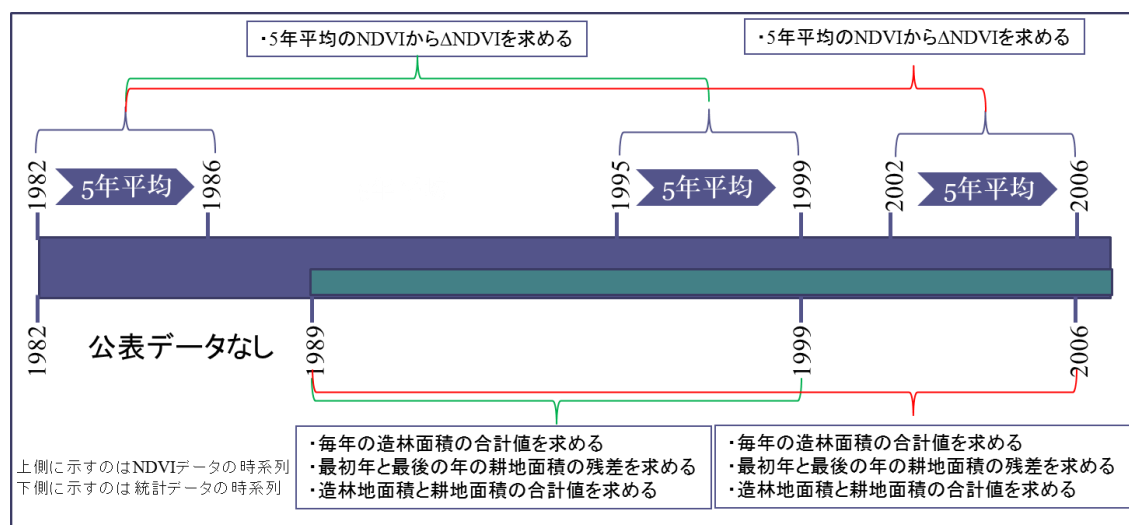 ・5年平均のNDVIからΔNDVIを求める
・5年平均のNDVIからΔNDVIを求める
1982
5年平均
1986
1995
5年平均
1999
2002
5年平均
2006
1982
公表データなし
1989
1999
2006
・毎年の造林面積の合計値を求める
・最初年と最後の年の耕地面積の残差を求める
・造林地面積と耕地面積の合計値を求める
・毎年の造林面積の合計値を求める
・最初年と最後の年の耕地面積の残差を求める
・造林地面積と耕地面積の合計値を求める
上側に示すのはNDVIデータの時系列
下側に示すのは統計データの時系列